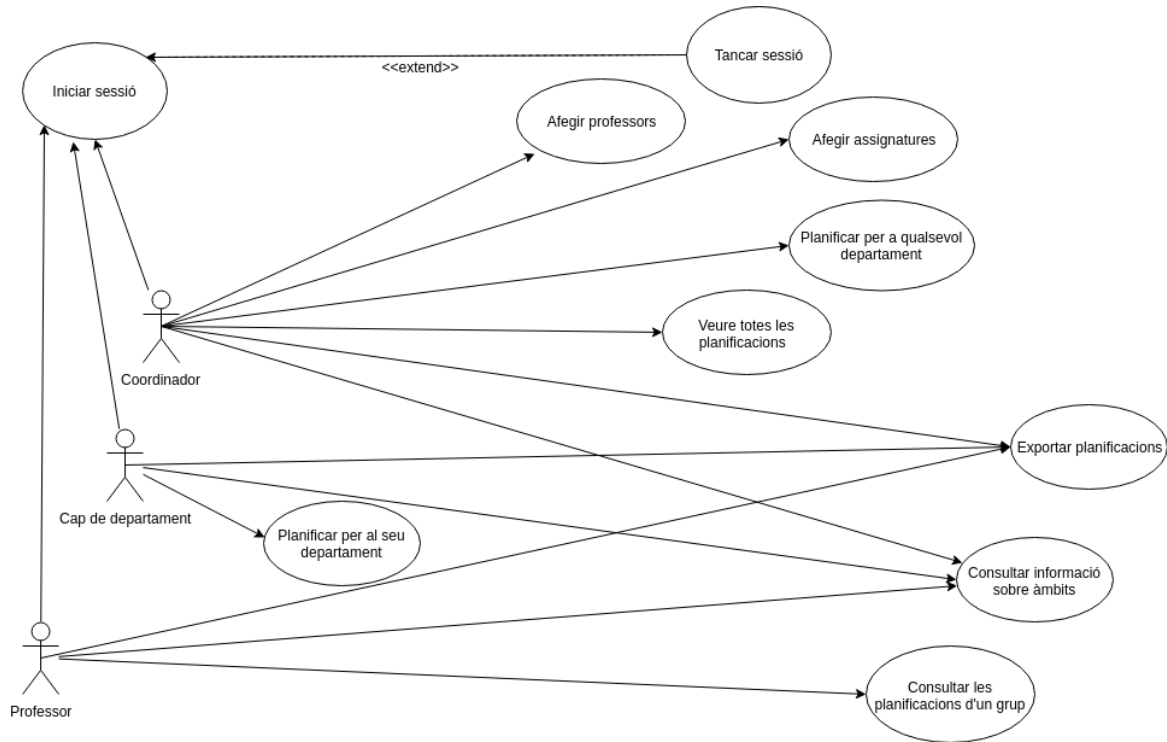 Tancar sessió
<<extend>>
Iniciar sessió
Afegir professors
Afegir assignatures
Planificar per a qualsevol
departament
Veure totes les
planificacions
Coordinador
Exportar planificacions
Cap de departament
Planificar per al seu
departament
Consultar informació
sobre àmbits
Consultar les
planificacions d'un grup
Professor